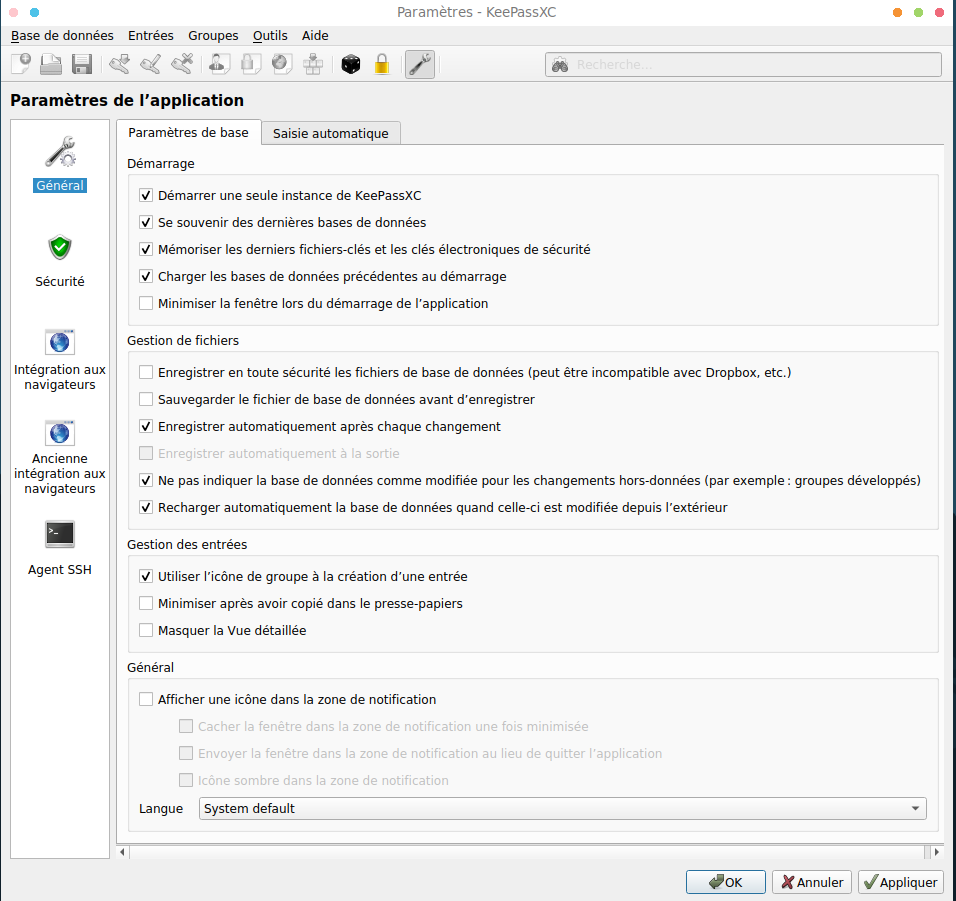 Paramètres - KeePassXC
Base de données Entrées Groupes Outils Aide
Recherche...
Paramètres de l’application
Général
Sécurité
Intégration aux
navigateurs
Ancienne
intégration aux
navigateurs
Agent SSH
Paramètres de base Saisie automatique
Démarrage
Démarrer une seule instance de KeePassXC
Se souvenir des dernières bases de données
Mémoriser les derniers fichiers-clés et les clés électroniques de sécurité
Charger les bases de données précédentes au démarrage
Minimiser la fenêtre lors du démarrage de l’application
Gestion de fichiers
Enregistrer en toute sécurité les fichiers de base de données (peut être incompatible avec Dropbox, etc.)
Sauvegarder le fichier de base de données avant d’enregistrer
Enregistrer automatiquement après chaque changement
Enregistrer automatiquement à la sortie
Ne pas indiquer la base de données comme modifiée pour les changements hors-données (par exemple : groupes développés)
Recharger automatiquement la base de données quand celle-ci est modifiée depuis l’extérieur
Gestion des entrées
Utiliser l’icône de groupe à la création d’une entrée
Minimiser après avoir copié dans le presse-papiers
Masquer la Vue détaillée
Général
Afficher une icône dans la zone de notification
Cacher la fenêtre dans la zone de notification une fois minimisée
Envoyer la fenêtre dans la zone de notification au lieu de quitter l’application
Icône sombre dans la zone de notification
Langue System default
OK Annuler Appliquer